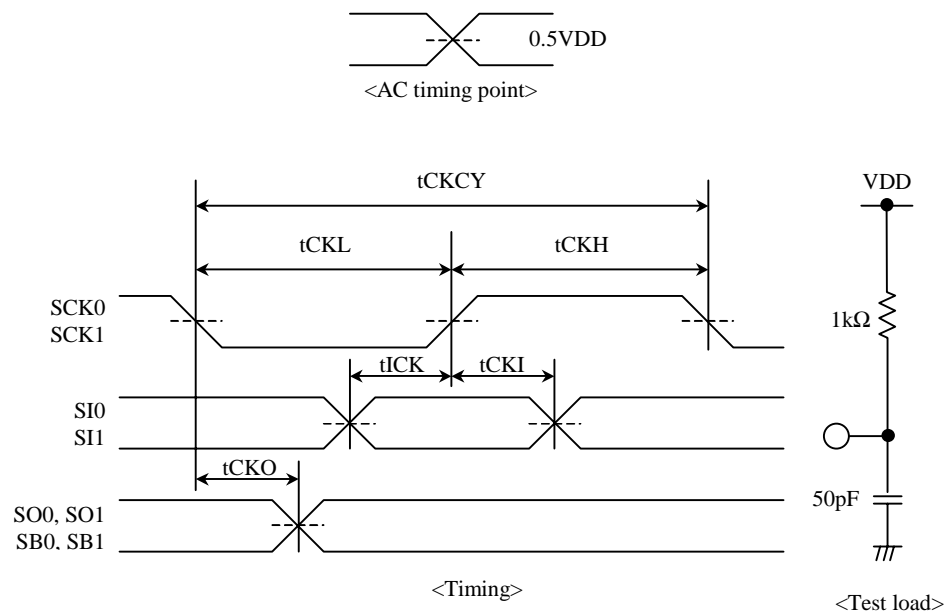 0.5VDD
<AC timing point>
tCKCY
VDD
tCKL
tCKH
SCK0
SCK1
1kΩ
tICK
tCKI
SI0
SI1
tCKO
50pF
SO0, SO1
SB0, SB1
<Timing>
<Test load>